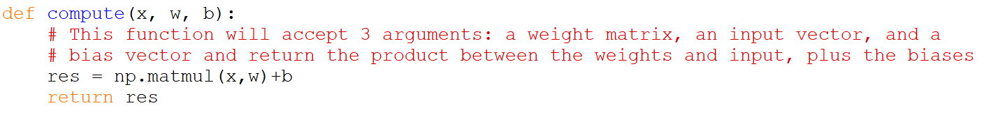 def compute(x, w, b):
    # This function will accept 3 arguments: a weight matrix, an input vector, and a
    # bias vector and return the product between the weights and input, plus the biases
    res = np.matmul(x,w)+b
    return res